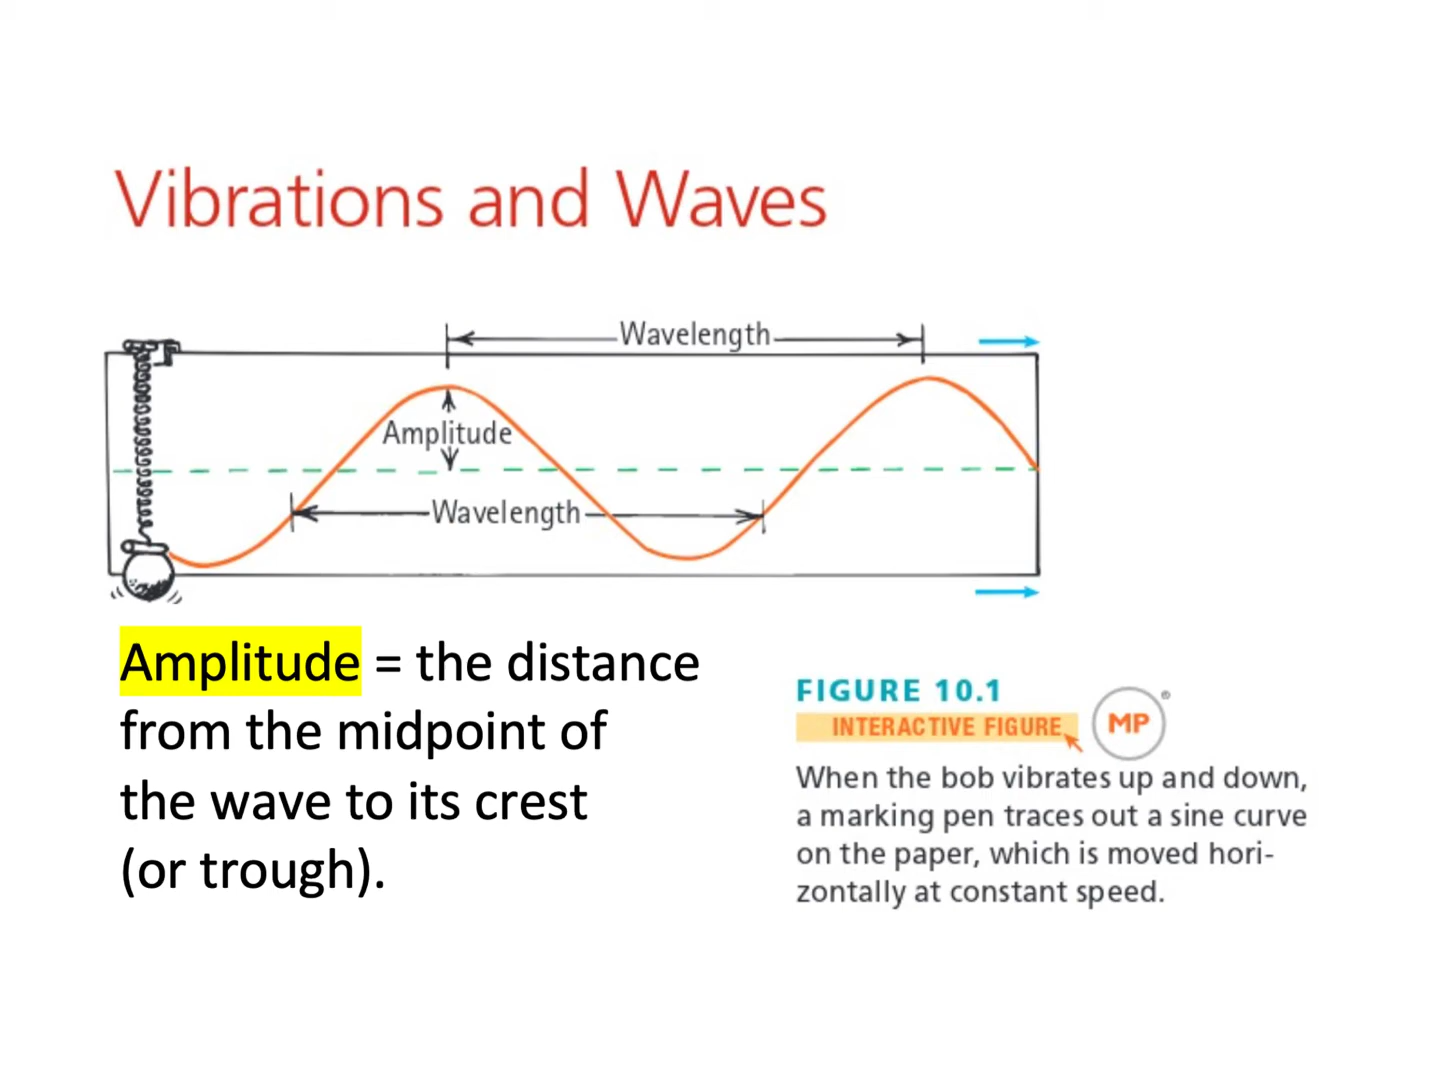 Vibrations and Waves
Wavelength
Amplitude
Wavelength
Amplitude = the distance
from the midpoint of
the wave to its crest
(or trough).
FIGURE 10.1
INTERACTIVE FIGURE
MP®
When the bob vibrates up and down,
a marking pen traces out a sine curve
on the paper, which is moved hori-
zontally at constant speed.